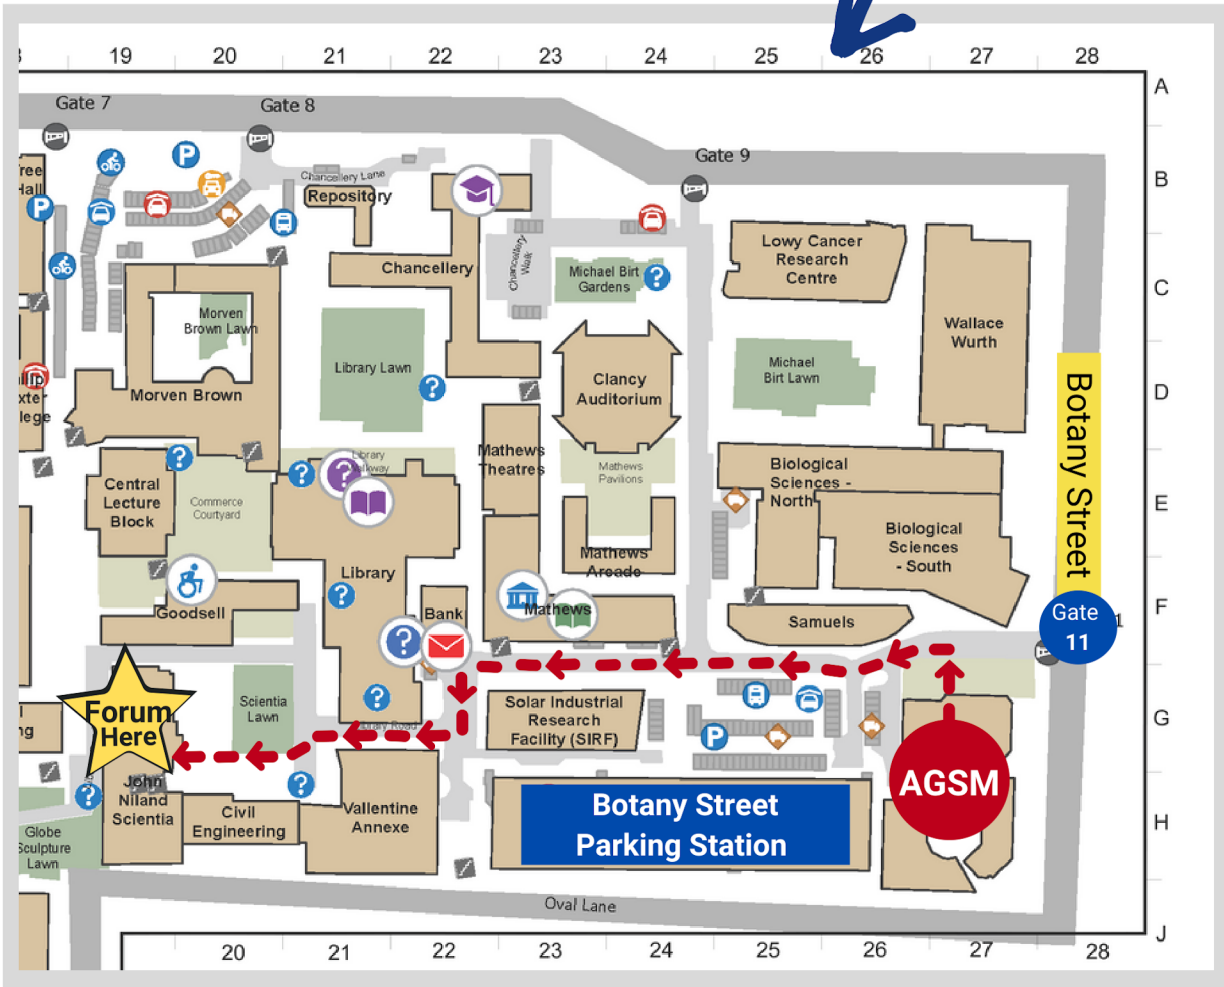 19 20 21 22 23 24 25 26 27 28
A
Gate 7
Gate 8
Gate 9
B
Chancellery Lane
Repository
Hall
Chancellery
Chancellery
Walk
Michael Birt
Gardens
Lowy Cancer
Research
Centre
C
Wallace
Wurth
Morven
Brown Lawn
Library Lawn
Clancy
Auditorium
Michael
Birt Lawn
D
Morven Brown
Botany Street
Mathews
Theatres
Library
Walkway
Mathews
Pavilions
Biological
Sciences -
North
Central
Lecture
Block
Commerce
Courtyard
E
Biological
Sciences
- South
Mathews
Arcade
Library
Goodsell
Bank
Mathews
Samuels
F
Gate
11
1
Forum
Here
Scientia
Lawn
Solar Industrial
Research
Facility (SIRF)
G
Library Road
P
AGSM
John
Niland
Scientia
Civil
Engineering
Vallentine
Annexe
Botany Street
Parking Station
H
Globe
Sculpture
Lawn
Oval Lane
J
20 21 22 23 24 25 26 27 28